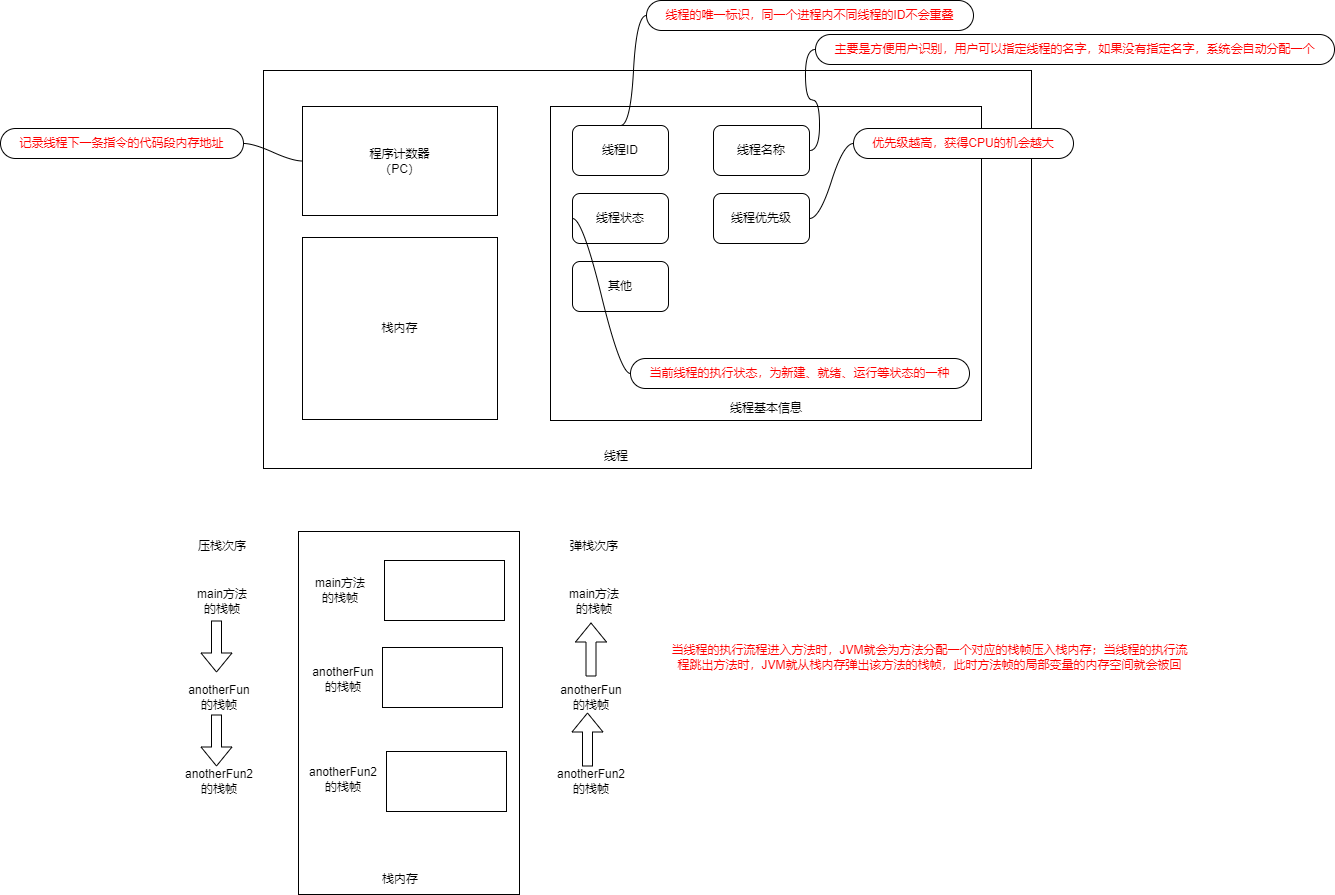 线程的唯一标识，同一个进程内不同线程的ID不会重叠
主要是方便用户识别，用户可以指定线程的名字，如果没有指定名字，系统会自动分配一个
记录线程下一条指令的代码段内存地址
程序计数器
（PC）
线程ID
线程名称
优先级越高，获得CPU的机会越大
线程状态
线程优先级
其他
栈内存
当前线程的执行状态，为新建、就绪、运行等状态的一种
线程基本信息
线程
压栈次序
main方法
的栈帧
anotherFun
的栈帧
anotherFun2
的栈帧
main方法
的栈帧
anotherFun
的栈帧
anotherFun2
的栈帧
栈内存
弹栈次序
main方法
的栈帧
anotherFun
的栈帧
anotherFun2
的栈帧
当线程的执行流程进入方法时，JVM就会为方法分配一个对应的栈帧压入栈内存；当线程的执行流
程跳出方法时，JVM就从栈内存弹出该方法的栈帧，此时方法帧的局部变量的内存空间就会被回